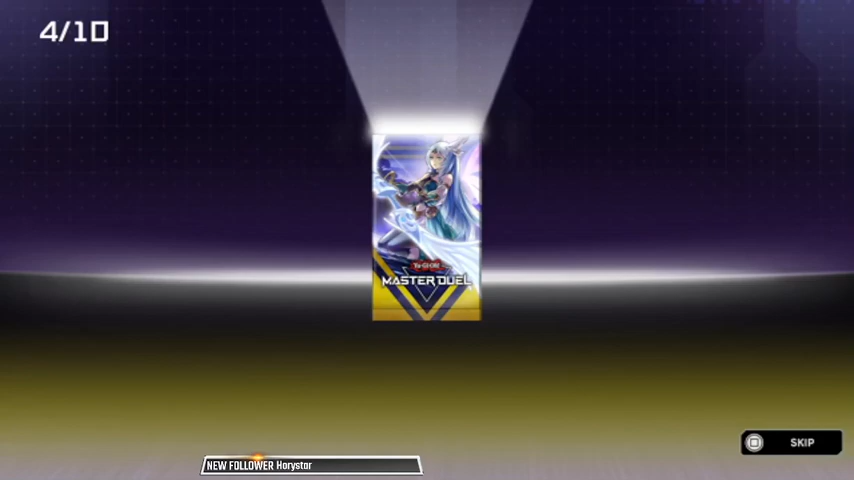 4/10
Yu-Gi-Oh!
MASTER DUEL
SKIP
NEW FOLLOWER Horystar